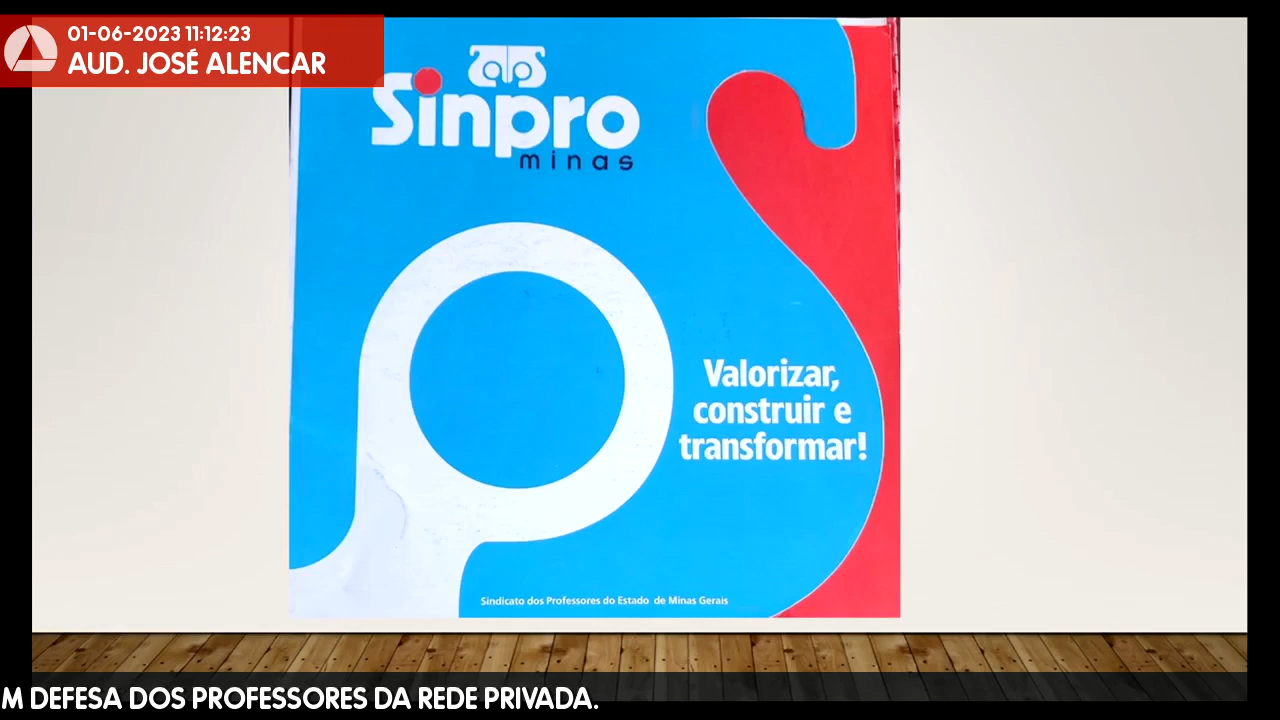 01-06-2023 11:12:23
AUD. JOSÉ ALENCAR
Sinpro
minas
Valorizar,
construir e
transformar!
Sindicato dos Professores do Estado de Minas Gerais
M DEFESA DOS PROFESSORES DA REDE PRIVADA.